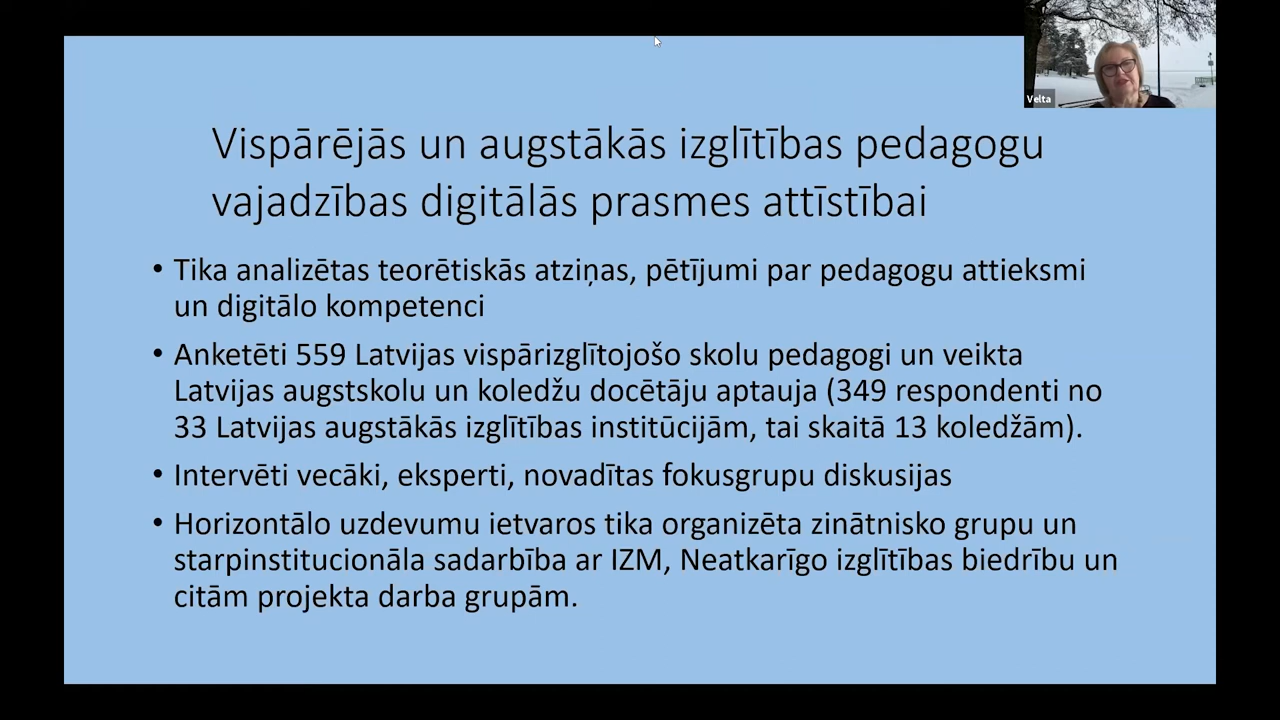 Velta
Vispārējās un augstākās izglītības pedagogu
vajadzības digitālās prasmes attīstībai
• Tika analizētas teorētiskās atziņas, pētījumi par pedagogu attieksmi
un digitālo kompetenci
• Anketēti 559 Latvijas vispārizglītojošo skolu pedagogi un veikta
Latvijas augstskolu un koledžu docētāju aptauja (349 respondenti no
33 Latvijas augstākās izglītības institūcijām, tai skaitā 13 koledžām).
• Intervēti vecāki, eksperti, novadītas fokusgrupu diskusijas
• Horizontālo uzdevumu ietvaros tika organizēta zinātnisko grupu un
starpinstitucionāla sadarbība ar IZM, Neatkarīgo izglītības biedrību un
citām projekta darba grupām.